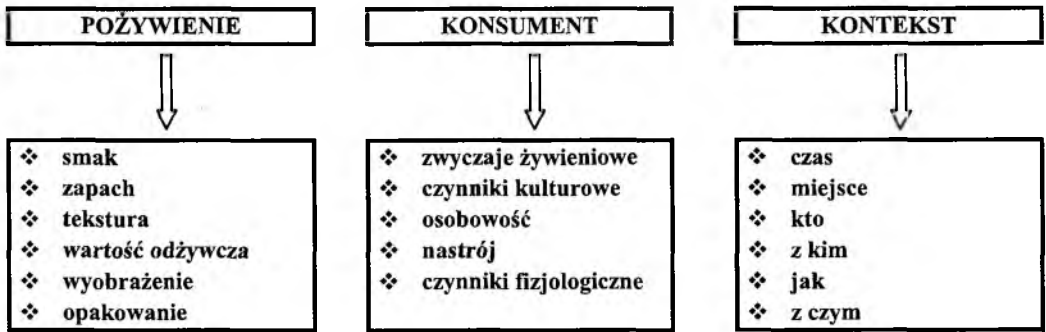 POŻYWIENIE
smak
zapach
tekstura
wartość odżywcza
wyobrażenie
opakowanie
KONSUMENT
zwyczaje żywieniowe
czynniki kulturowe
osobowość
nastrój
czynniki fizjologiczne
KONTEKST
czas
miejsce
kto
z kim
jak
z czym